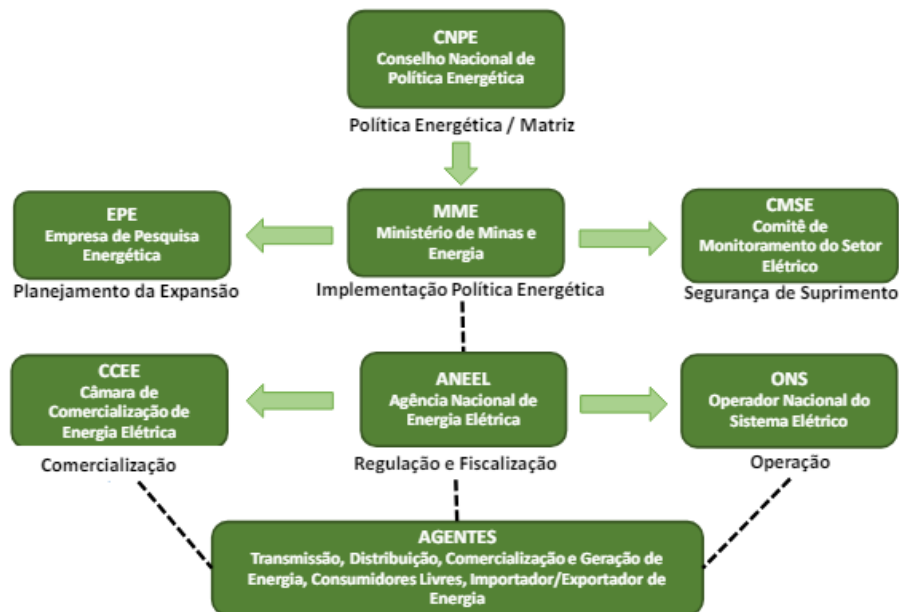 CNPE
Conselho Nacional de
Política Energética
Política Energética / Matriz
EPE
Empresa de Pesquisa
Energética
Planejamento da Expansão
MME
Ministério de Minas e
Energia
Implementação Política Energética
CMSE
Comitê de
Monitoramento do Setor
Elétrico
Segurança de Suprimento
CCEE
Câmara de
Comercialização de
Energia Elétrica
Comercialização
ANEEL
Agência Nacional de
Energia Elétrica
Regulação e Fiscalização
ONS
Operador Nacional do
Sistema Elétrico
Operação
AGENTES
Transmissão, Distribuição, Comercialização e Geração de
Energia, Consumidores Livres, Importador/Exportador de
Energia